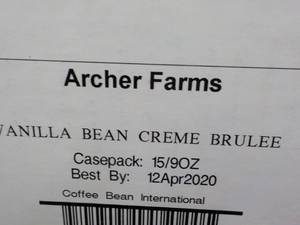 Archer Farms
VANILLA BEAN CREME BRULEE
Casepack: 15/9OZ
Best By: 12Apr2020
Coffee Bean International